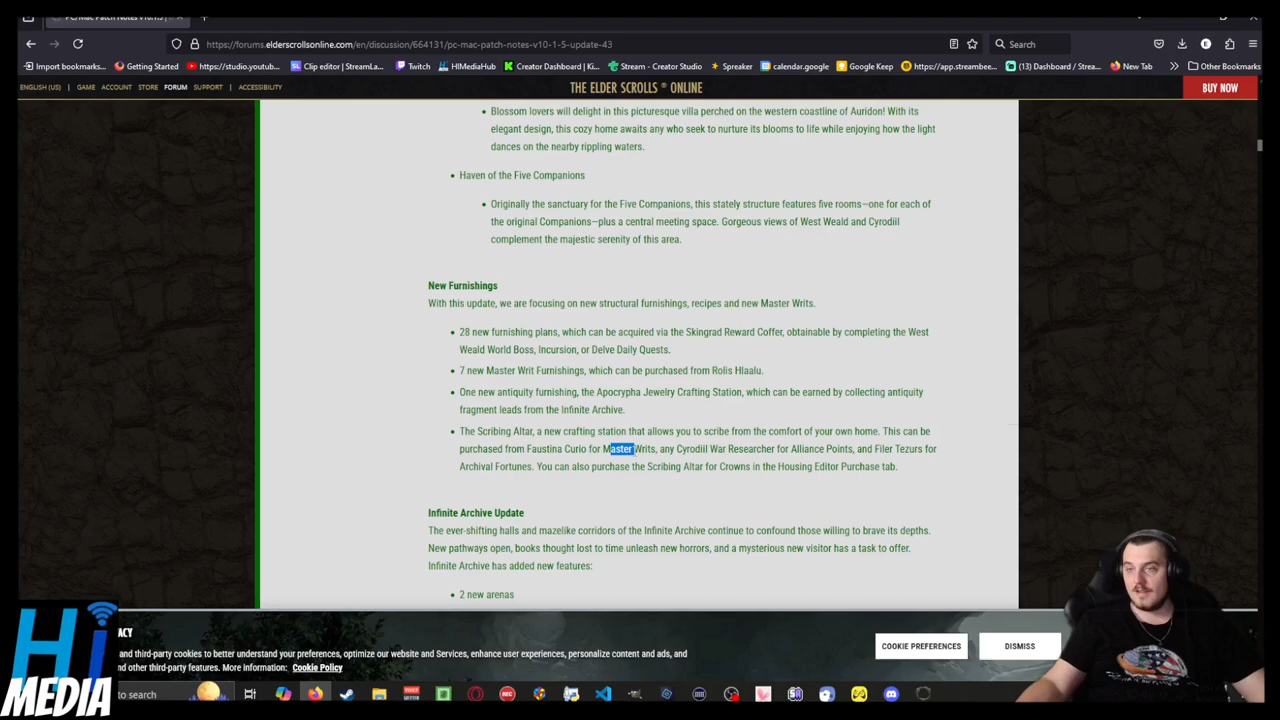 PC/Mac Patch Notes v10.1.5
https://forums.elderscrollsonline.com/en/discussion/664131/pc-mac-patch-notes-v10-1-5-update-43
Search
Import bookmarks... Getting Started https://studio.youtub... Clip editor | StreamLa... Twitch HIMediaHub Creator Dashboard | Ki... Stream - Creator Studio Spreaker calendar.google Google Keep https://app.streambee... (13) Dashboard / Strea... New Tab Other Bookmarks
ENGLISH (US) GAME ACCOUNT STORE FORUM SUPPORT ACCESSIBILITY
THE ELDER SCROLLS ONLINE
BUY NOW
• Blossom lovers will delight in this picturesque villa perched on the western coastline of Auridon! With its
elegant design, this cozy home awaits any who seek to nurture its blooms to life while enjoying how the light
dances on the nearby rippling waters.
• Haven of the Five Companions
• Originally the sanctuary for the Five Companions, this stately structure features five rooms—one for each of
the original Companions—plus a central meeting space. Gorgeous views of West Weald and Cyrodiil
complement the majestic serenity of this area.
New Furnishings
With this update, we are focusing on new structural furnishings, recipes and new Master Writs.
• 28 new furnishing plans, which can be acquired via the Skingrad Reward Coffer, obtainable by completing the West
Weald World Boss, Incursion, or Delve Daily Quests.
• 7 new Master Writ Furnishings, which can be purchased from Rolis Hlaalu.
• One new antiquity furnishing, the Apocrypha Jewelry Crafting Station, which can be earned by collecting antiquity
fragment leads from the Infinite Archive.
• The Scribing Altar, a new crafting station that allows you to scribe from the comfort of your own home. This can be
purchased from Faustina Curio for Master Writs, any Cyrodiil War Researcher for Alliance Points, and Filer Tezurs for
Archival Fortunes. You can also purchase the Scribing Altar for Crowns in the Housing Editor Purchase tab.
Infinite Archive Update
The ever-shifting halls and mazelike corridors of the Infinite Archive continue to confound those willing to brave its depths.
New pathways open, books thought lost to time unleash new horrors, and a mysterious new visitor has a task to offer.
Infinite Archive has added new features:
• 2 new arenas
ACY
and third-party cookies to better understand your preferences, optimize our website and Services, enhance user experiences, personalize content and ads, and
nd other third-party features. More information: Cookie Policy
COOKIE PREFERENCES
DISMISS
Hi
MEDIA
to search